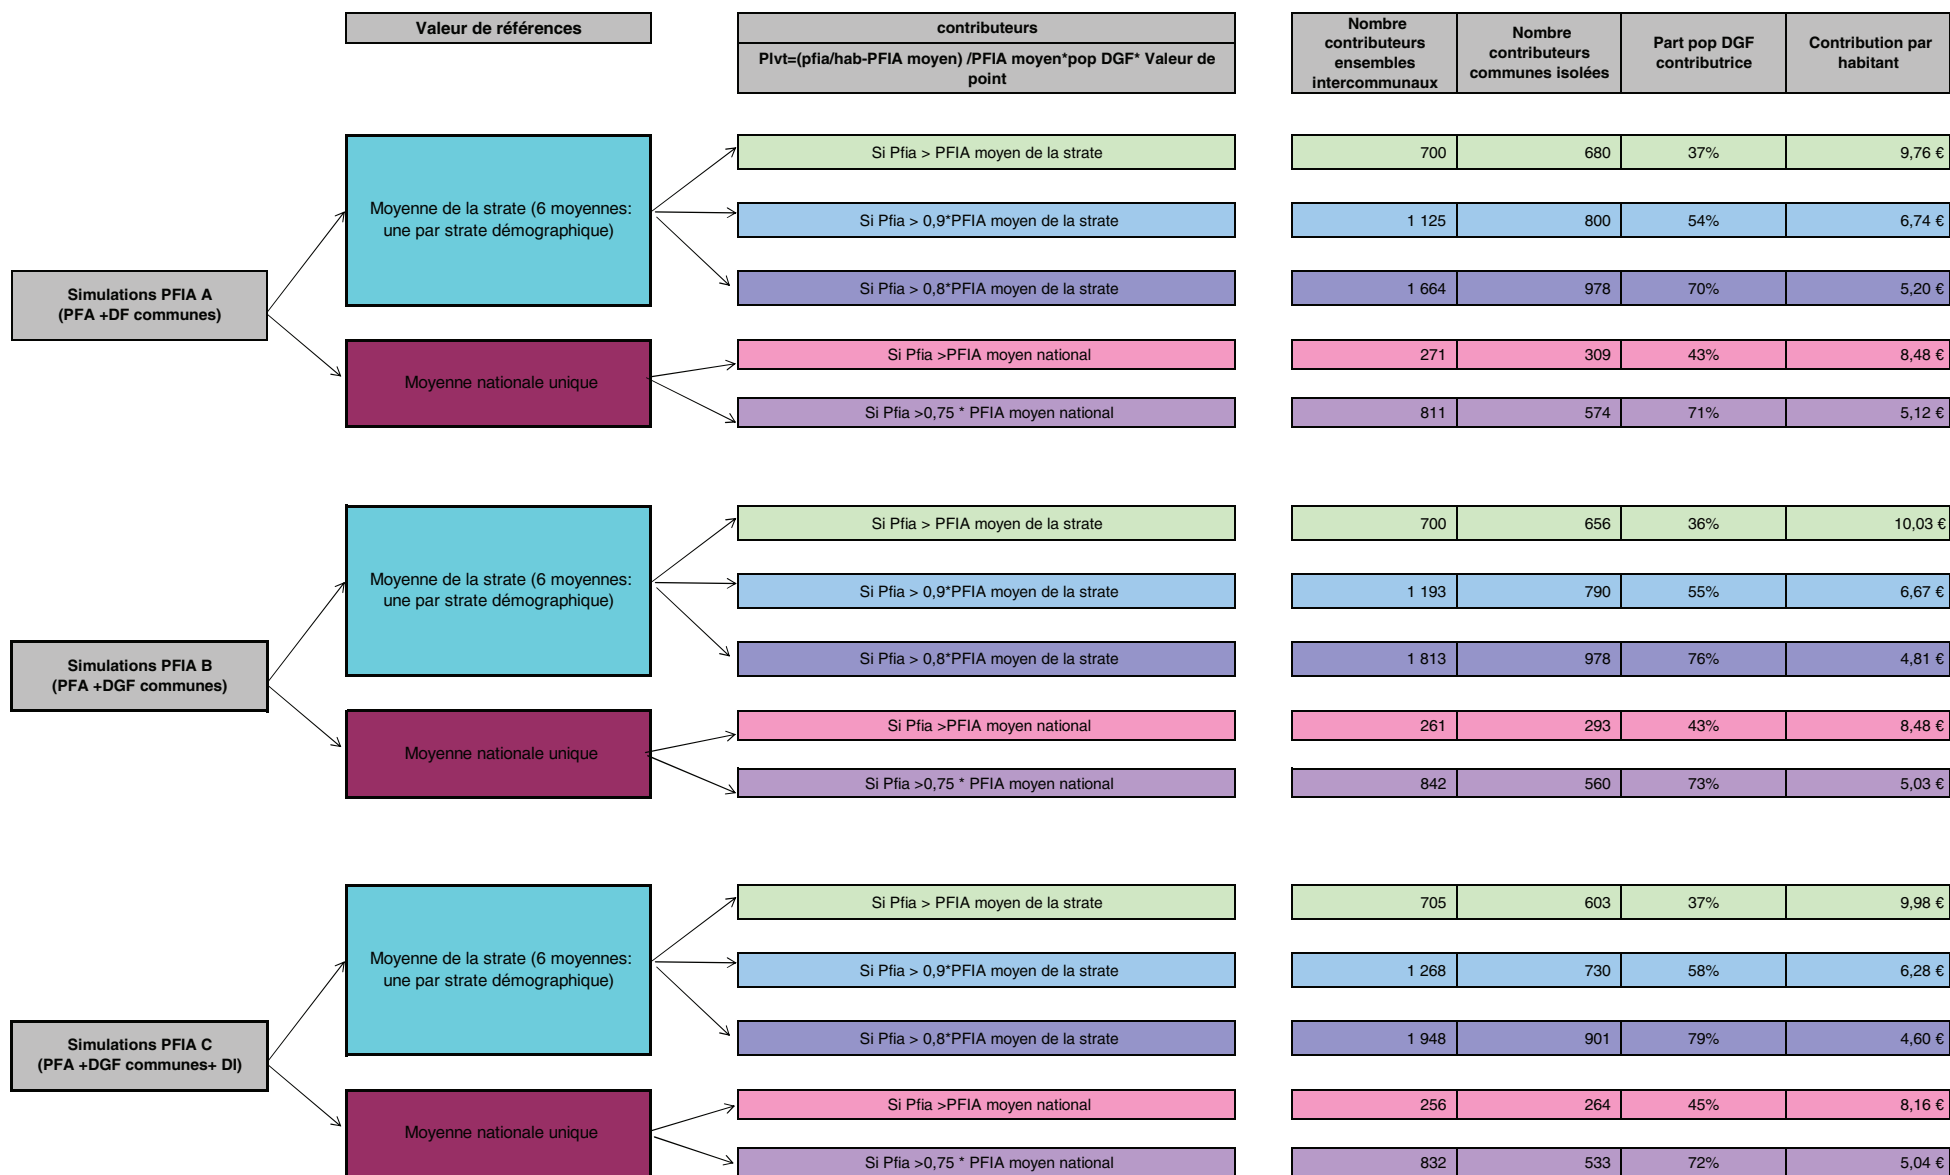 Valeur de références
contributeurs
Plvt=(pfia/hab-PFIA moyen) /PFIA moyen*pop DGF* Valeur de
point
Nombre
contributeurs
ensembles
intercommunaux
Nombre
contributeurs
communes isolées
Part pop DGF
contributrice
Contribution par
habitant
Simulations PFIA A
(PFA +DF communes)
Moyenne de la strate (6 moyennes:
une par strate démographique)
Si Pfia > PFIA moyen de la strate 700 680 37% 9,76 €
Si Pfia > 0,9*PFIA moyen de la strate 1 125 800 54% 6,74 €
Si Pfia > 0,8*PFIA moyen de la strate 1 664 978 70% 5,20 €
Moyenne nationale unique
Si Pfia >PFIA moyen national 271 309 43% 8,48 €
Si Pfia >0,75 * PFIA moyen national 811 574 71% 5,12 €
Simulations PFIA B
(PFA +DGF communes)
Moyenne de la strate (6 moyennes:
une par strate démographique)
Si Pfia > PFIA moyen de la strate 700 656 36% 10,03 €
Si Pfia > 0,9*PFIA moyen de la strate 1 193 790 55% 6,67 €
Si Pfia > 0,8*PFIA moyen de la strate 1 813 978 76% 4,81 €
Moyenne nationale unique
Si Pfia >PFIA moyen national 261 293 43% 8,48 €
Si Pfia >0,75 * PFIA moyen national 842 560 73% 5,03 €
Simulations PFIA C
(PFA +DGF communes+ DI)
Moyenne de la strate (6 moyennes:
une par strate démographique)
Si Pfia > PFIA moyen de la strate 705 603 37% 9,98 €
Si Pfia > 0,9*PFIA moyen de la strate 1 268 730 58% 6,28 €
Si Pfia > 0,8*PFIA moyen de la strate 1 948 901 79% 4,60 €
Moyenne nationale unique
Si Pfia >PFIA moyen national 256 264 45% 8,16 €
Si Pfia >0,75 * PFIA moyen national 832 533 72% 5,04 €